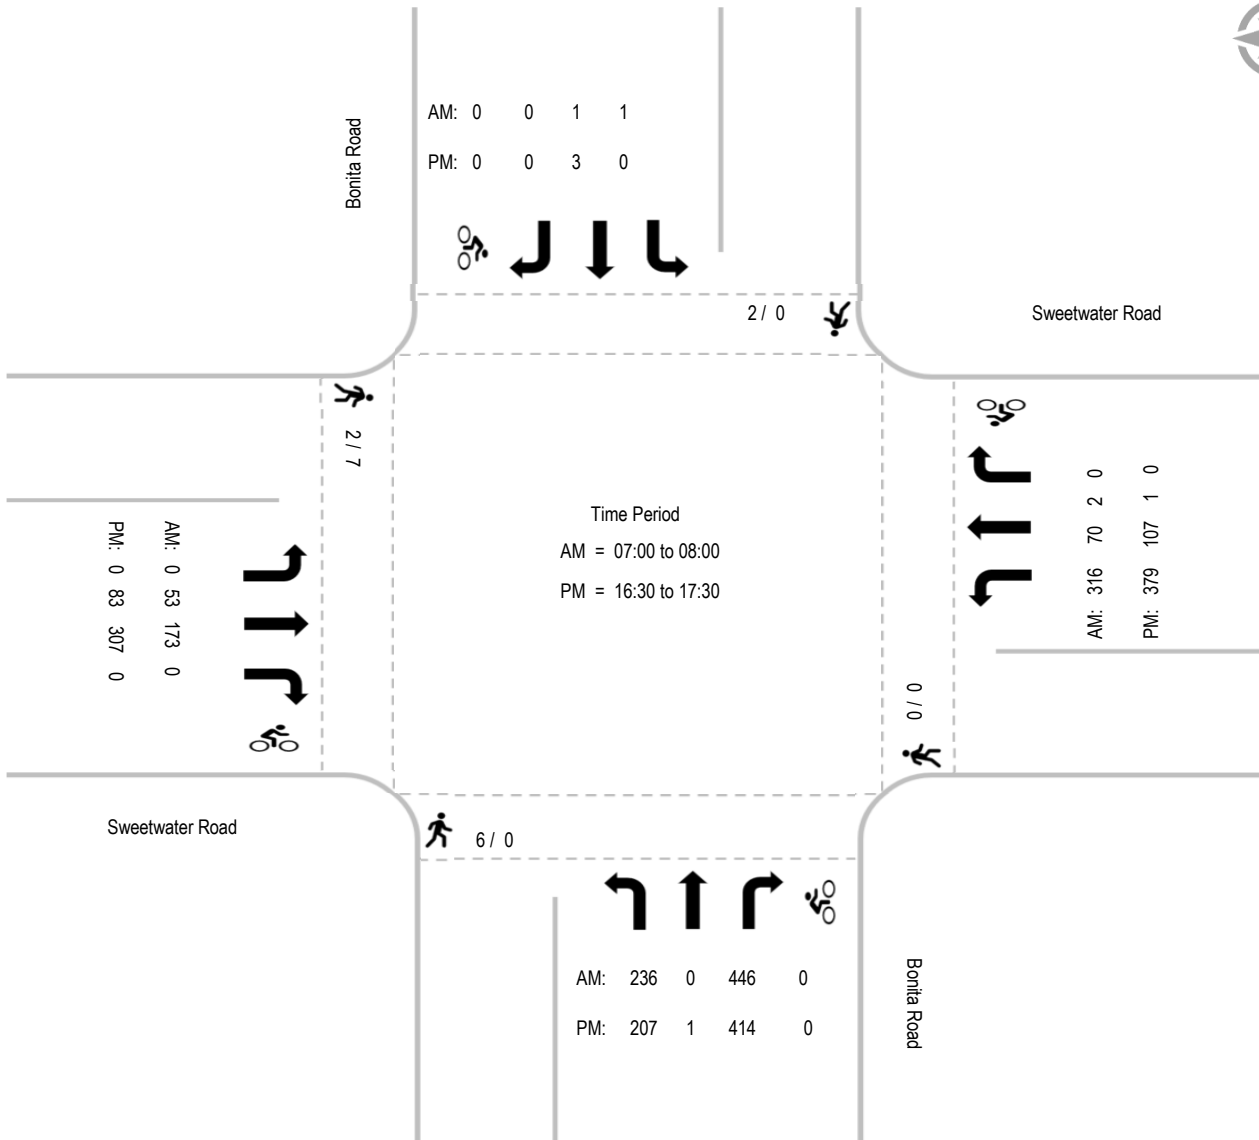 AM: 0 0 1 1
PM: 0 0 3 0
Bonita Road
2 / 0
Sweetwater Road
2 / 7
Time Period
AM = 07:00 to 08:00
PM = 16:30 to 17:30
AM: 0 53 173 0
PM: 0 83 307 0
AM: 316 70 2 0
PM: 379 107 1 0
0 / 0
Sweetwater Road
6 / 0
AM: 236 0 446 0
PM: 207 1 414 0
Bonita Road